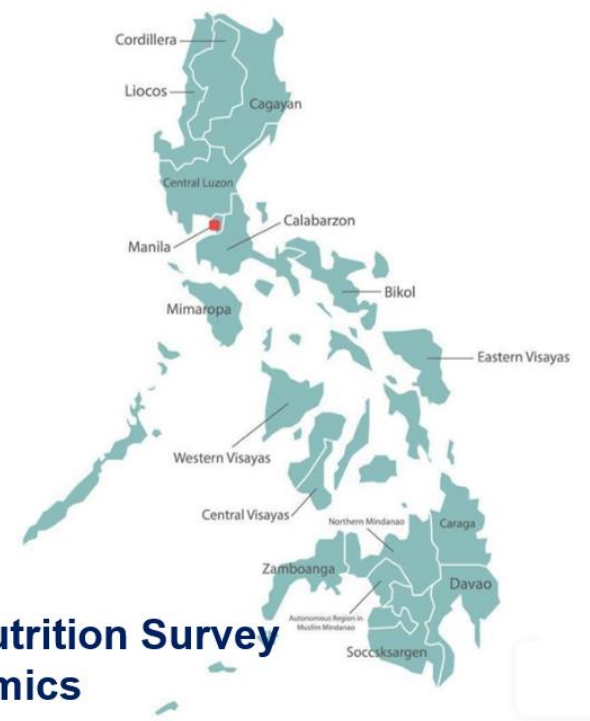 Cordillera
Liocos
Cagayan
Central Luzon
Calabarzon
Manila
Bikol
Mimaropa
Eastern Visayas
Western Visayas
Central Visayas
Northern Mindanao
Caraga
Zamboanga
Davao
Autonomous Region in
Muslim Mindanao
Soccsksargen
utrition Survey
mics